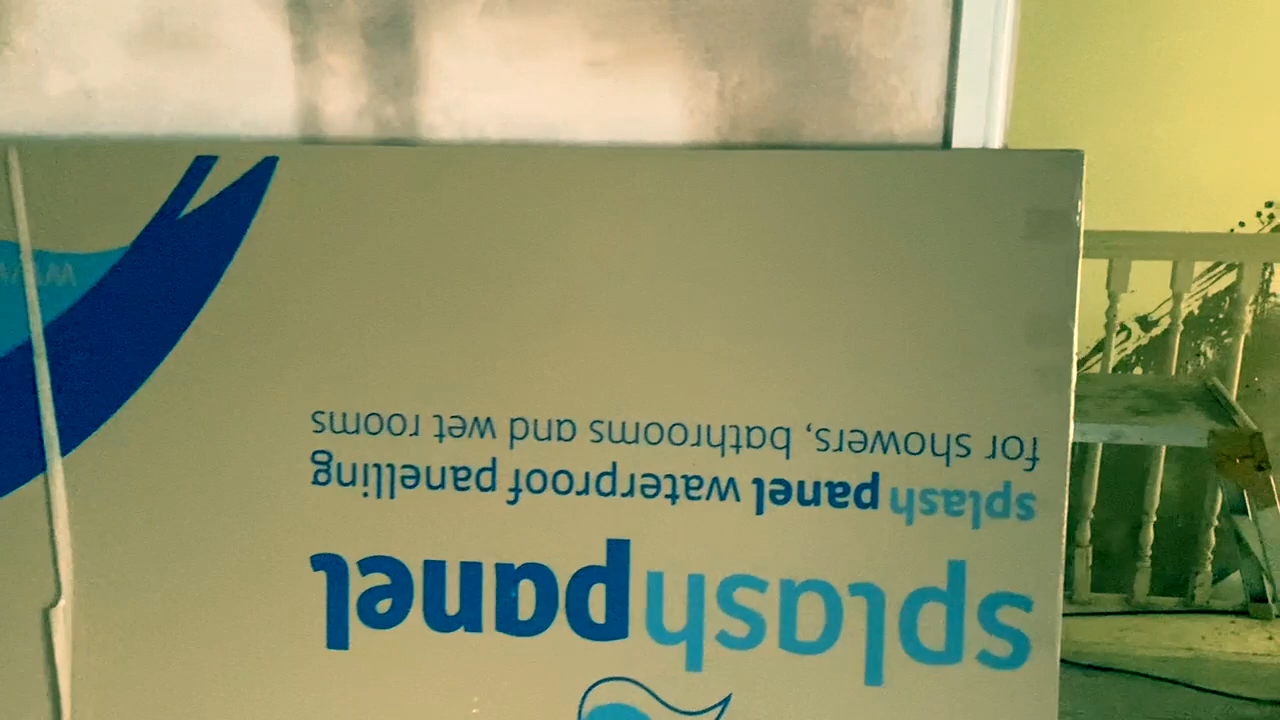 splashpanel
splash panel waterproof panelling
for showers, bathrooms and wet rooms